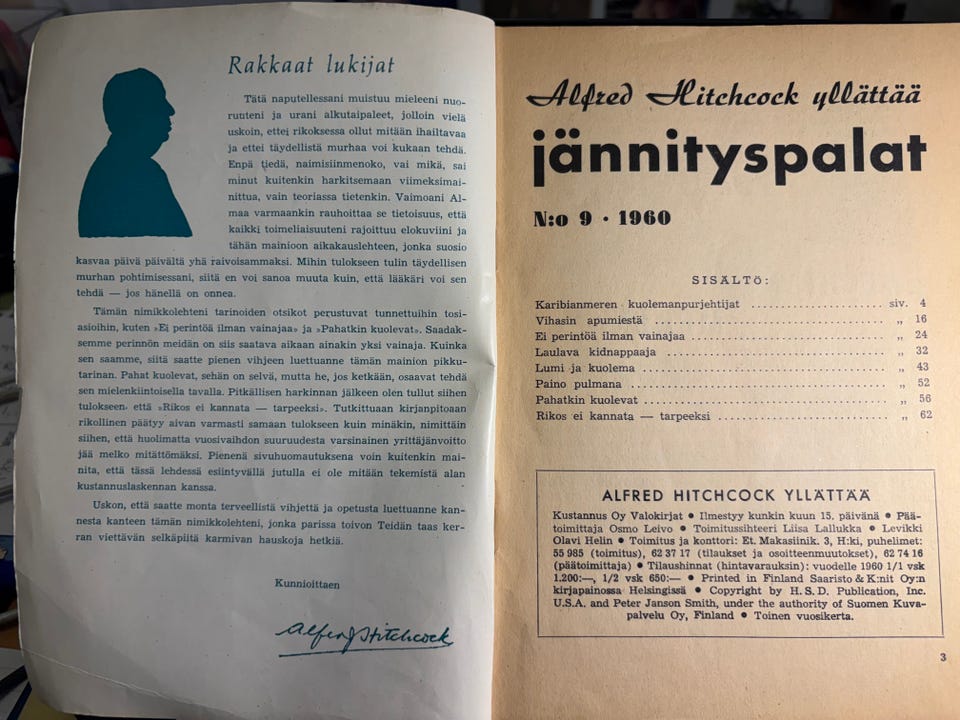 Rakkaat lukijat
Tätä naputellessani muistuu mieleeni nuo-
ruuteni ja urani alkutaipaleet, jolloin vielä
uskoin, ettei rikoksessa ollut mitään ihailtavaa
ja ettei täydellistä murhaa voi kukaan tehdä.
Enpä tiedä, naimisiinmenoko, vai mikä, sai
minut kuitenkin harkitsemaan viimeksimai-
nittua, vain teoriassa tietenkin. Vaimoani Al-
maa varmaankin rauhoittaa se tietoisuus, että
kaikki toimeliaisuuteni rajoittuu elokuviini ja
tähän mainioon aikakauslehteen, jonka suosio
kasvaa päivä päivältä yhä raivoisammaksi. Mihin tulokseen tulin täydellisen
murhan pohtimisessani, siitä en voi sanoa muuta kuin, että lääkäri voi sen
tehdä — jos hänellä on onnea.
Tämän nimikkolehteni tarinoiden otsikot perustuvat tunnettuihin tosi-
asioihin, kuten »Ei perintöä ilman vainajaa» ja »Pahatkin kuolevat». Saadak-
semme perinnön meidän on siis saatava aikaan ainakin yksi vainaja. Kuinka
sen saamme, siitä saatte pienen vihjeen luettuanne tämän mainion pikku-
tarinan. Pahat kuolevat, sehän on selvä, mutta he, jos ketkään, osaavat tehdä
sen mielenkiintoisella tavalla. Pitkällisen harkinnan jälkeen olen tullut siihen
tulokseen että »Rikos ei kannata — tarpeeksi». Tutkittuaan kirjanpitoaan
rikollinen päätyy aivan varmasti samaan tulokseen kuin minäkin, nimittäin
siihen, että huolimatta vuosivaihdon suuruudesta varsinainen yrittäjänvoitto
jää melko mitättömäksi. Pienenä sivuhuomautuksena voin kuitenkin mai-
nita, että tässä lehdessä esiintyvällä jutulla ei ole mitään tekemistä alan
kustannuslaskennan kanssa.
Uskon, että saatte monta terveellistä vihjettä ja opetusta luettuanne kan-
nesta kanteen tämän nimikkolehteni, jonka parissa toivon Teidän taas ker-
ran viettävän selkäpiitä karmivan hauskoja hetkiä.
Kunnioittaen
Alfred Hitchcock
Alfred Hitchcock yllättää
jännityspalat
N:o 9 · 1960
SISÄLTÖ:
Karibianmeren kuolemanpurjehtijat .................... siv. 4
Vihasin apumiestä .................... „ 16
Ei perintöä ilman vainajaa .................... „ 24
Laulava kidnappaaja .................... „ 32
Lumi ja kuolema .................... „ 43
Paino pulmana .................... „ 52
Pahatkin kuolevat .................... „ 56
Rikos ei kannata — tarpeeksi .................... „ 62
ALFRED HITCHCOCK YLLÄTTÄÄ
Kustannus Oy Valokirjat ● Ilmestyy kunkin kuun 15. päivänä ● Pää-
toimittaja Osmo Leivo ● Toimitussihteeri Liisa Lallukka ● Levikki
Olavi Helin ● Toimitus ja konttori: Et. Makasiinik. 3, H:ki, puhelimet:
55 985 (toimitus), 62 37 17 (tilaukset ja osoitteenmuutokset), 62 74 16
(päätoimittaja) ● Tilaushinnat (hintavarauksin): vuodelle 1960 1/1 vsk
1.200:—, 1/2 vsk 650:— ● Printed in Finland Saaristo & K:nit Oy:n
kirjapainossa Helsingissä ● Copyright by H. S. D. Publication, Inc.
U.S.A. and Peter Janson Smith, under the authority of Suomen Kuva-
palvelu Oy, Finland ● Toinen vuosikerta.
3